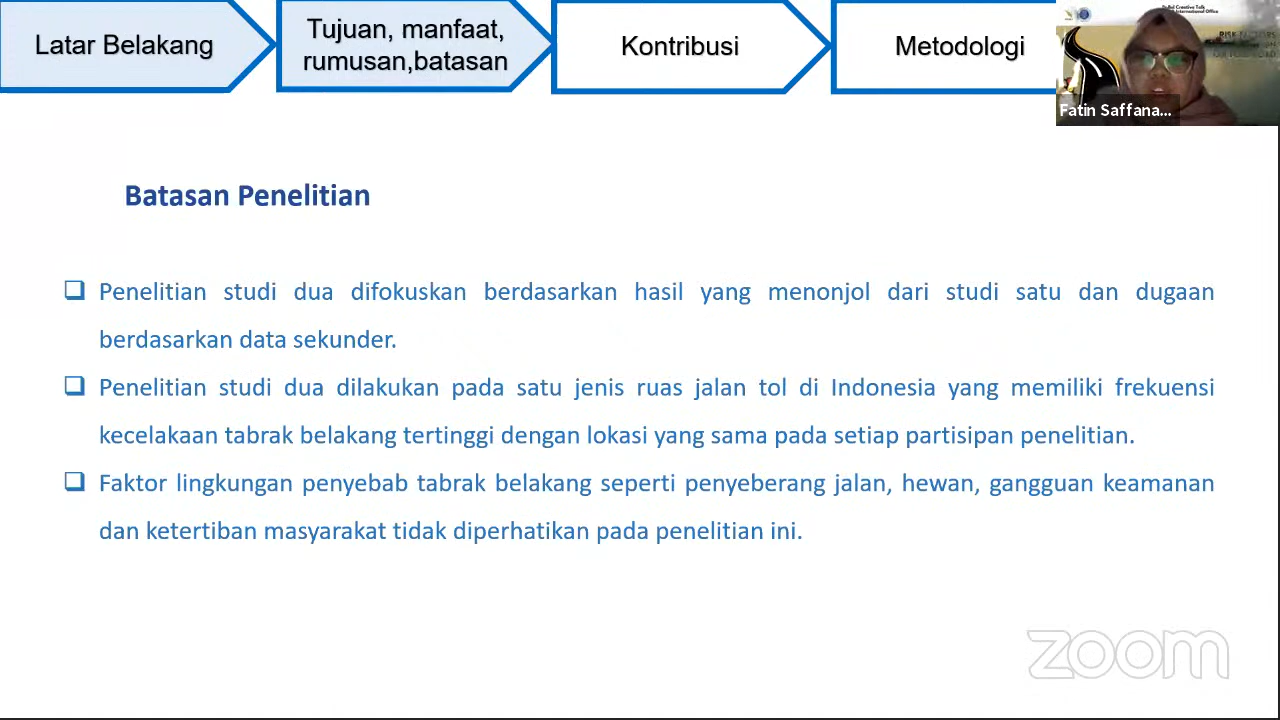 Latar Belakang
Tujuan, manfaat,
rumusan,batasan
Kontribusi
Metodologi
Fatin Saffana...
Batasan Penelitian
Penelitian studi dua difokuskan berdasarkan hasil yang menonjol dari studi satu dan dugaan
berdasarkan data sekunder.
Penelitian studi dua dilakukan pada satu jenis ruas jalan tol di Indonesia yang memiliki frekuensi
kecelakaan tabrak belakang tertinggi dengan lokasi yang sama pada setiap partisipan penelitian.
Faktor lingkungan penyebab tabrak belakang seperti penyeberang jalan, hewan, gangguan keamanan
dan ketertiban masyarakat tidak diperhatikan pada penelitian ini.
zoom